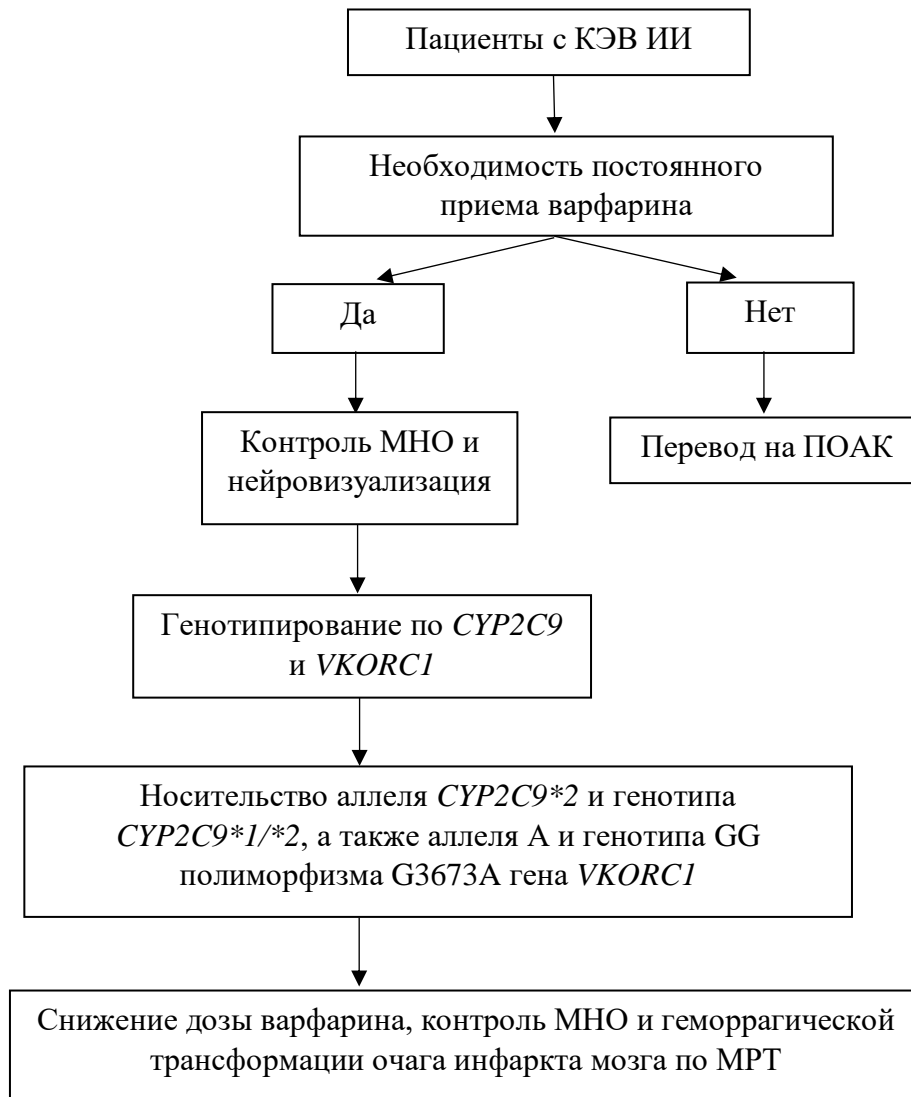 Пациенты с КЭВ ИИ
Необходимость постоянного
приема варфарина
Да
Нет
Контроль МНО и
нейровизуализация
Перевод на ПОАК
Генотипирование по CYP2C9
и VKORC1
Носительство аллеля CYP2C9*2 и генотипа
CYP2C9*1/*2, а также аллеля А и генотипа GG
полиморфизма G3673A гена VKORC1
Снижение дозы варфарина, контроль МНО и геморрагической
трансформации очага инфаркта мозга по МРТ